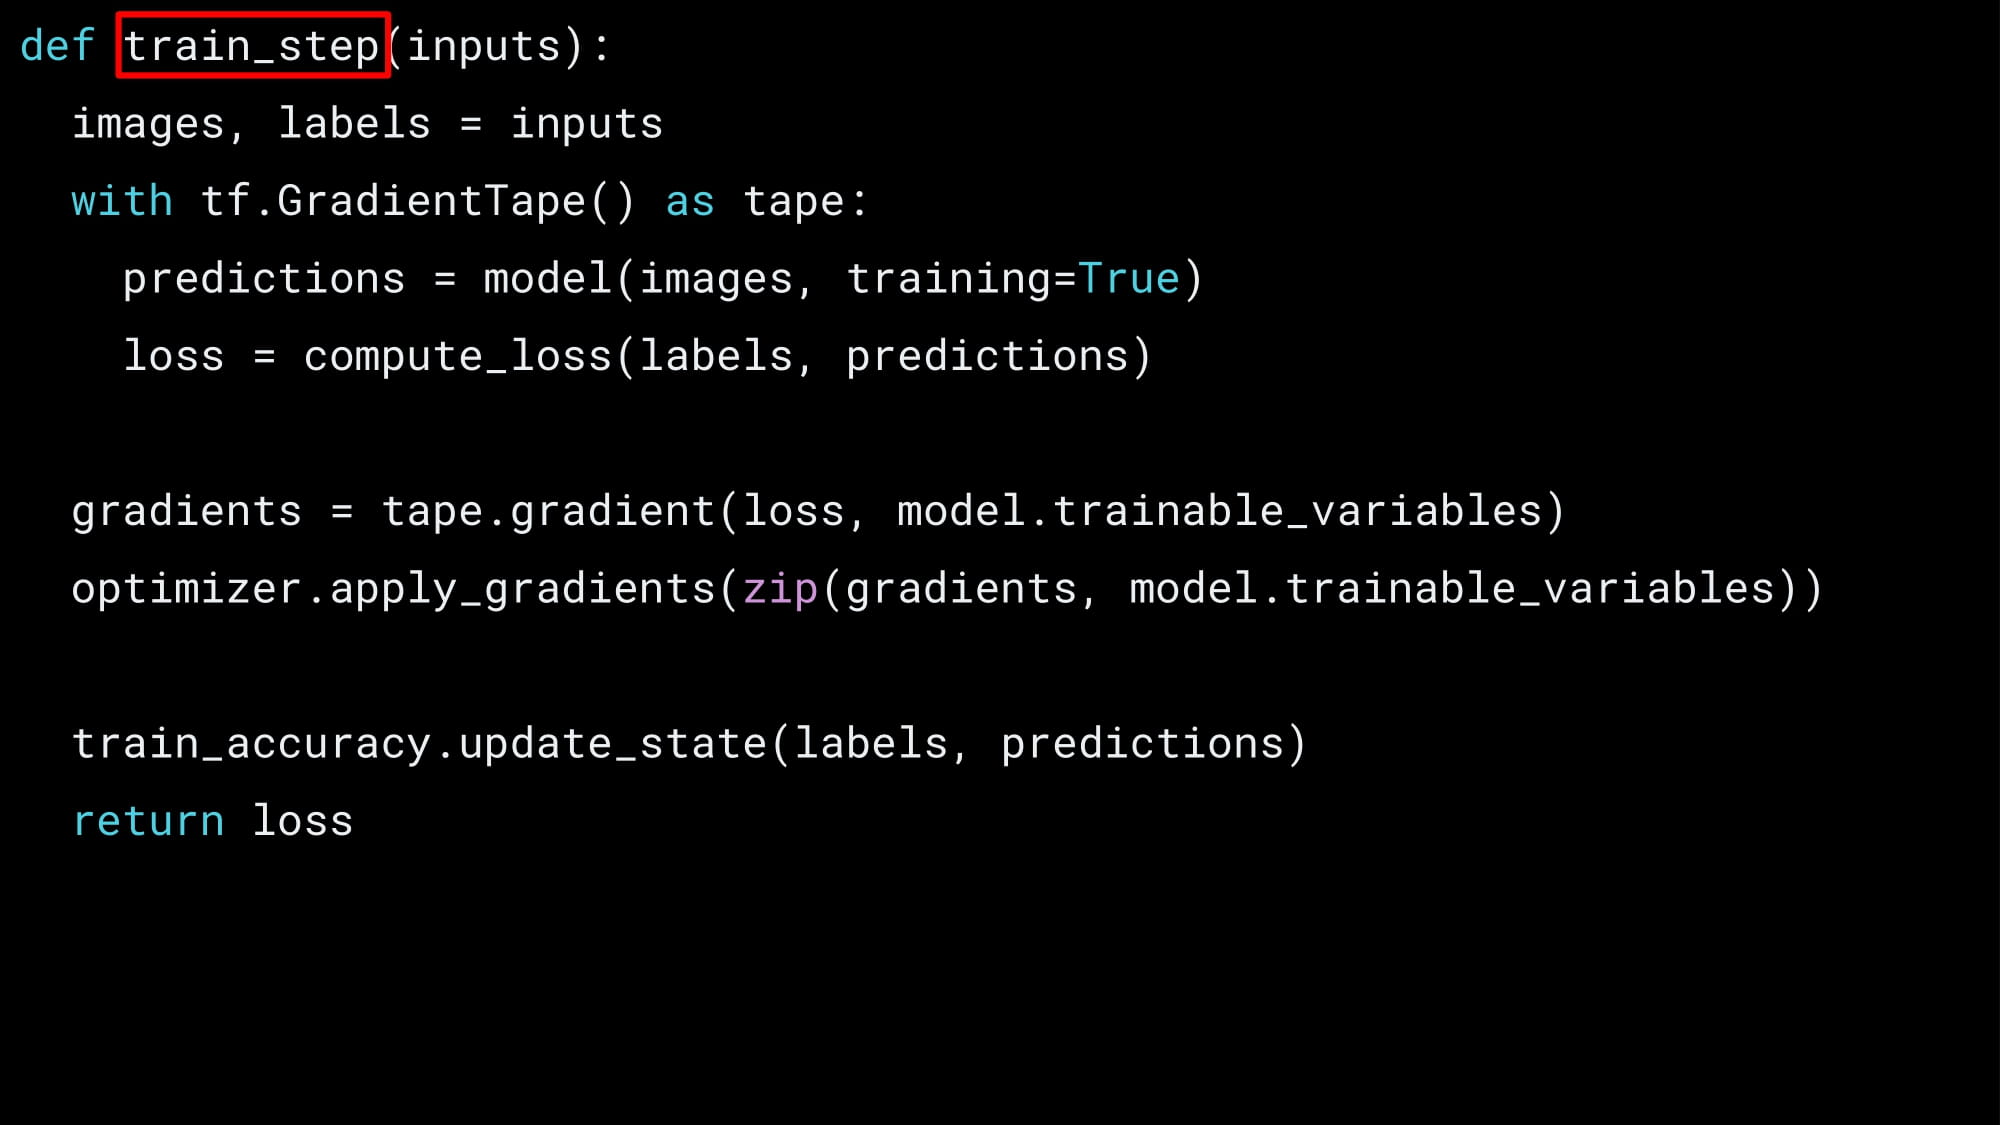 def train_step(inputs):
  images, labels = inputs
  with tf.GradientTape() as tape:
    predictions = model(images, training=True)
    loss = compute_loss(labels, predictions)
  gradients = tape.gradient(loss, model.trainable_variables)
  optimizer.apply_gradients(zip(gradients, model.trainable_variables))
  train_accuracy.update_state(labels, predictions)
  return loss